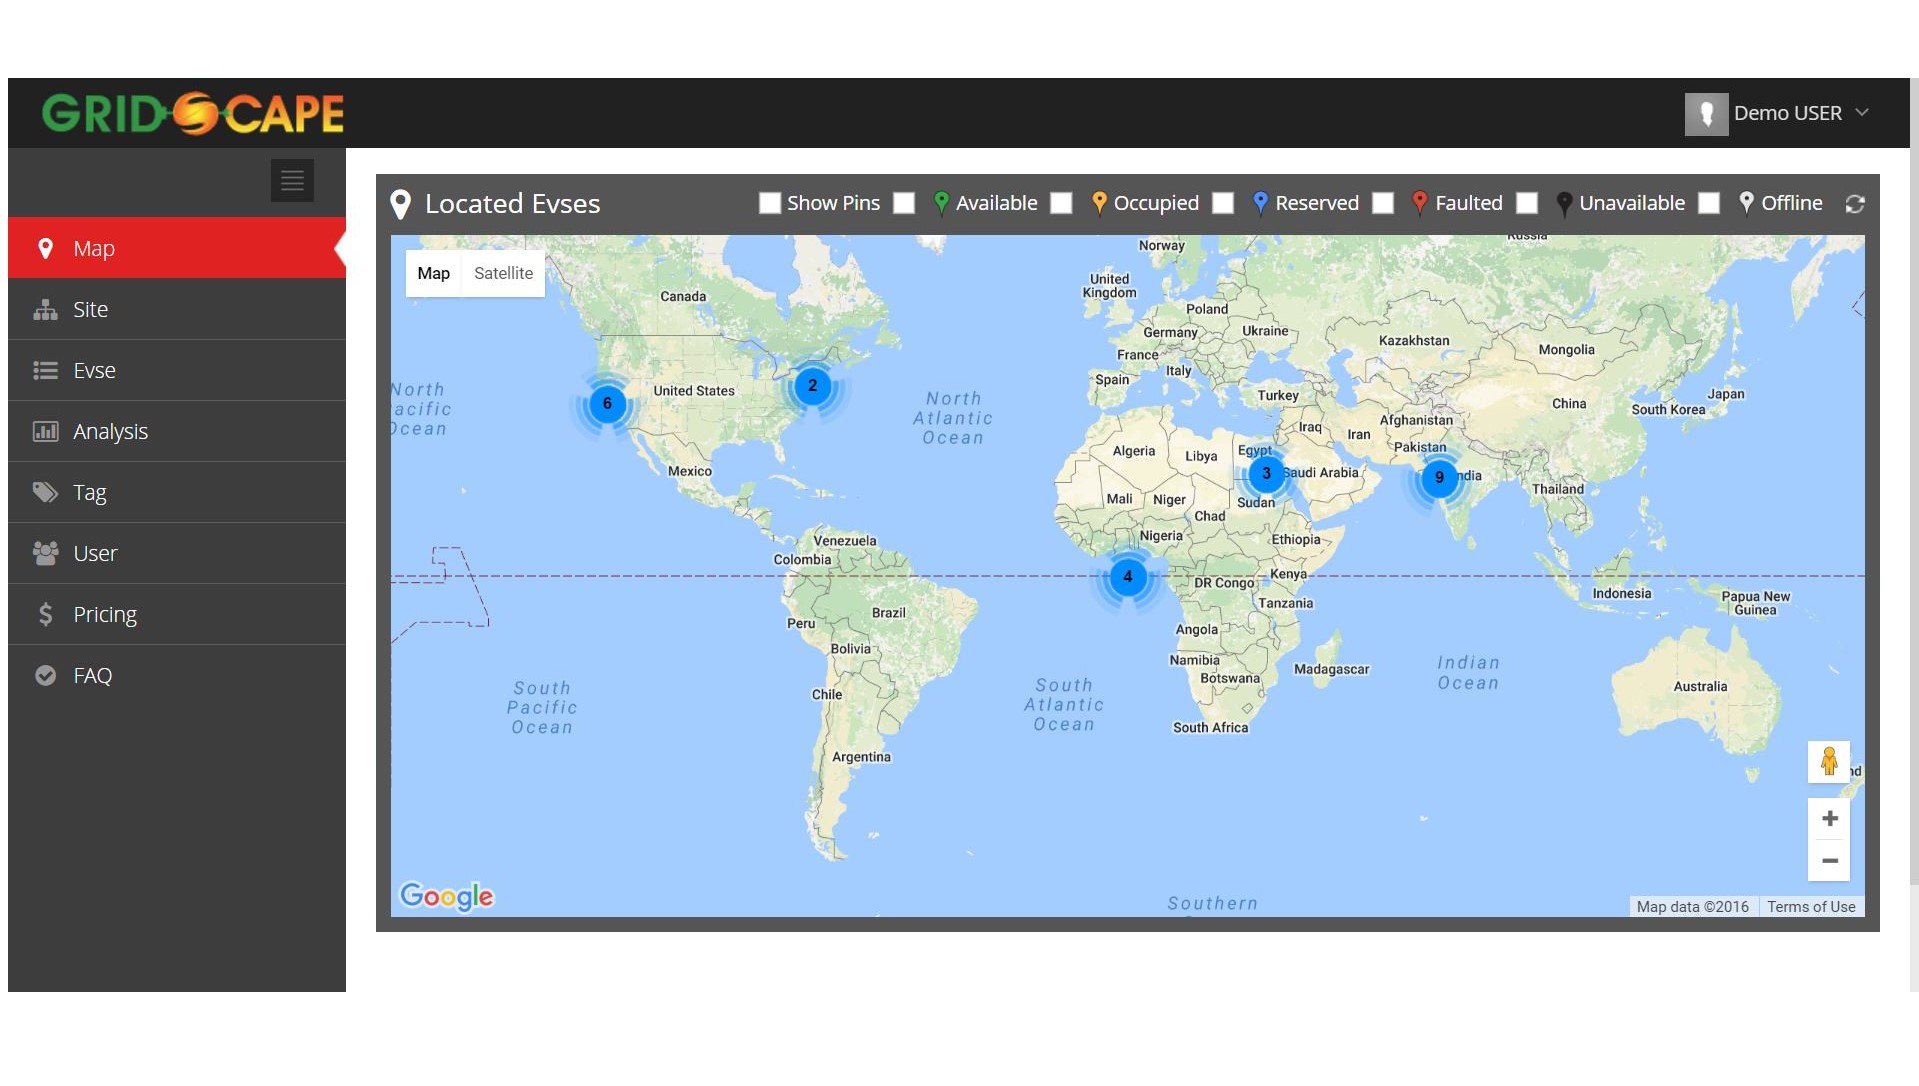 GRIDSCAPE
Demo USER
Map
Site
Evse
Analysis
Tag
User
Pricing
FAQ
Located Evses
Show Pins
Available
Occupied
Reserved
Faulted
Unavailable
Offline
Map
Satellite
Norway
Russia
United
Kingdom
Canada
Poland
Germany
Ukraine
Kazakhstan
Mongolia
France
Italy
Spain
United States
2
6
North
acific
Ocean
North
Atlantic
Ocean
Turkey
China
Japan
South Korea
Afghanistan
Iraq
Iran
Pakistan
Algeria
Libya
Egypt
3
Saudi Arabia
9
ndia
Mexico
Mali
Niger
Sudan
Chad
Thailand
Nigeria
Ethiopia
Venezuela
Colombia
4
DR Congo
Kenya
Tanzania
Indonesia
Papua New
Guinea
Brazil
Peru
Bolivia
Angola
Namibia
Botswana
Madagascar
Indian
Ocean
Australia
South
Pacific
Ocean
Chile
South
Atlantic
Ocean
South Africa
Argentina
nd
Google
Southern
Map data ©2016
Terms of Use